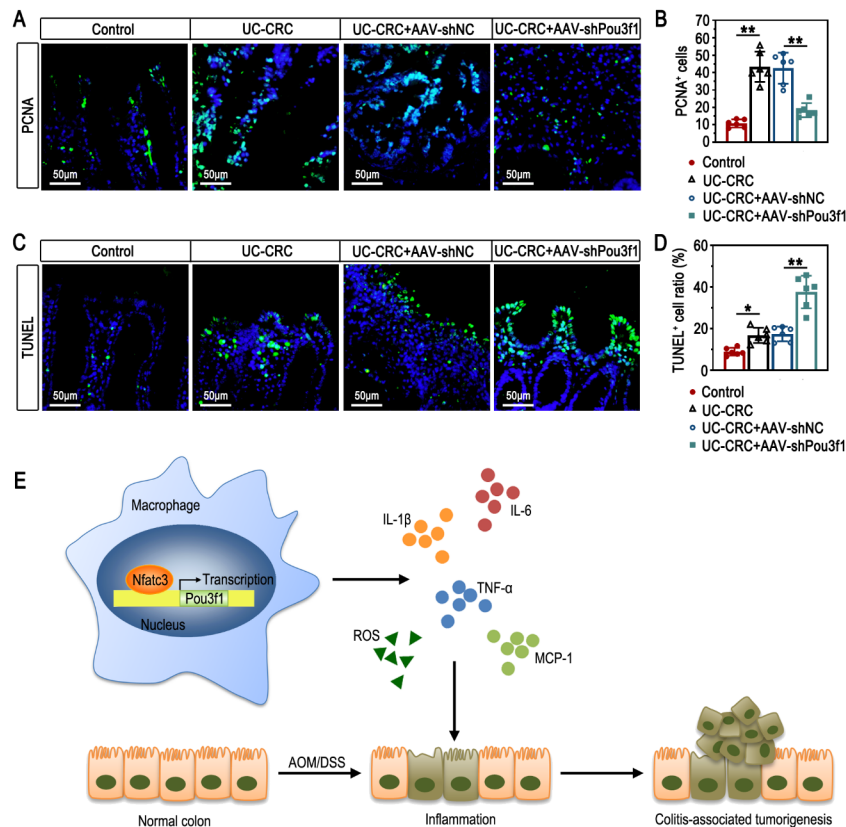 A
Control
UC-CRC
UC-CRC+AAV-shNC
UC-CRC+AAV-shPou3f1
PCNA
50μm
50μm
50μm
50μm
B
PCNA⁺ cells
70
60
50
40
30
20
10
0
**
**
Control
UC-CRC
UC-CRC+AAV-shNC
UC-CRC+AAV-shPou3f1
C
Control
UC-CRC
UC-CRC+AAV-shNC
UC-CRC+AAV-shPou3f1
TUNEL
50μm
50μm
50μm
50μm
D
TUNEL⁺ cell ratio (%)
60
40
20
0
*
**
Control
UC-CRC
UC-CRC+AAV-shNC
UC-CRC+AAV-shPou3f1
E
Macrophage
Nfatc3
Transcription
Pou3f1
Nucleus
IL-1β
IL-6
TNF-α
ROS
MCP-1
AOM/DSS
Normal colon
Inflammation
Colitis-associated tumorigenesis